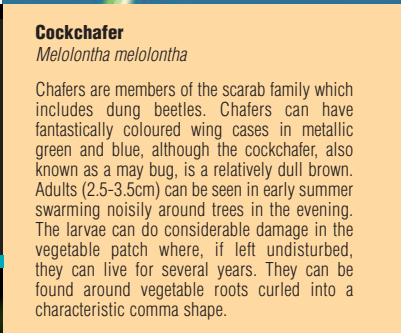 Cockchafer
Melolontha melolontha
Chafers are members of the scarab family which
includes dung beetles. Chafers can have
fantastically coloured wing cases in metallic
green and blue, although the cockchafer, also
known as a may bug, is a relatively dull brown.
Adults (2.5-3.5cm) can be seen in early summer
swarming noisily around trees in the evening.
The larvae can do considerable damage in the
vegetable patch where, if left undisturbed,
they can live for several years. They can be
found around vegetable roots curled into a
characteristic comma shape.